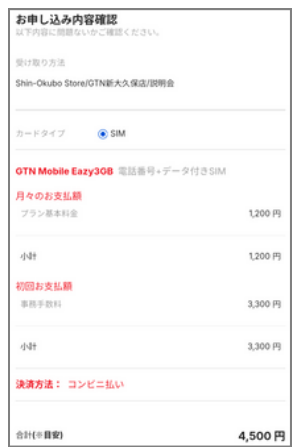 お申し込み内容確認
以下内容に問題ないかご確認ください。
受け取り方法
Shin-Okubo Store/GTN新大久保店/説明会
カードタイプ SIM
GTN Mobile Eazy3GB 電話番号+データ付きSIM
月々のお支払額
プラン基本料金 1,200 円
小計 1,200 円
初回お支払額
事務手数料 3,300 円
小計 3,300 円
決済方法： コンビニ払い
合計(※目安) 4,500 円